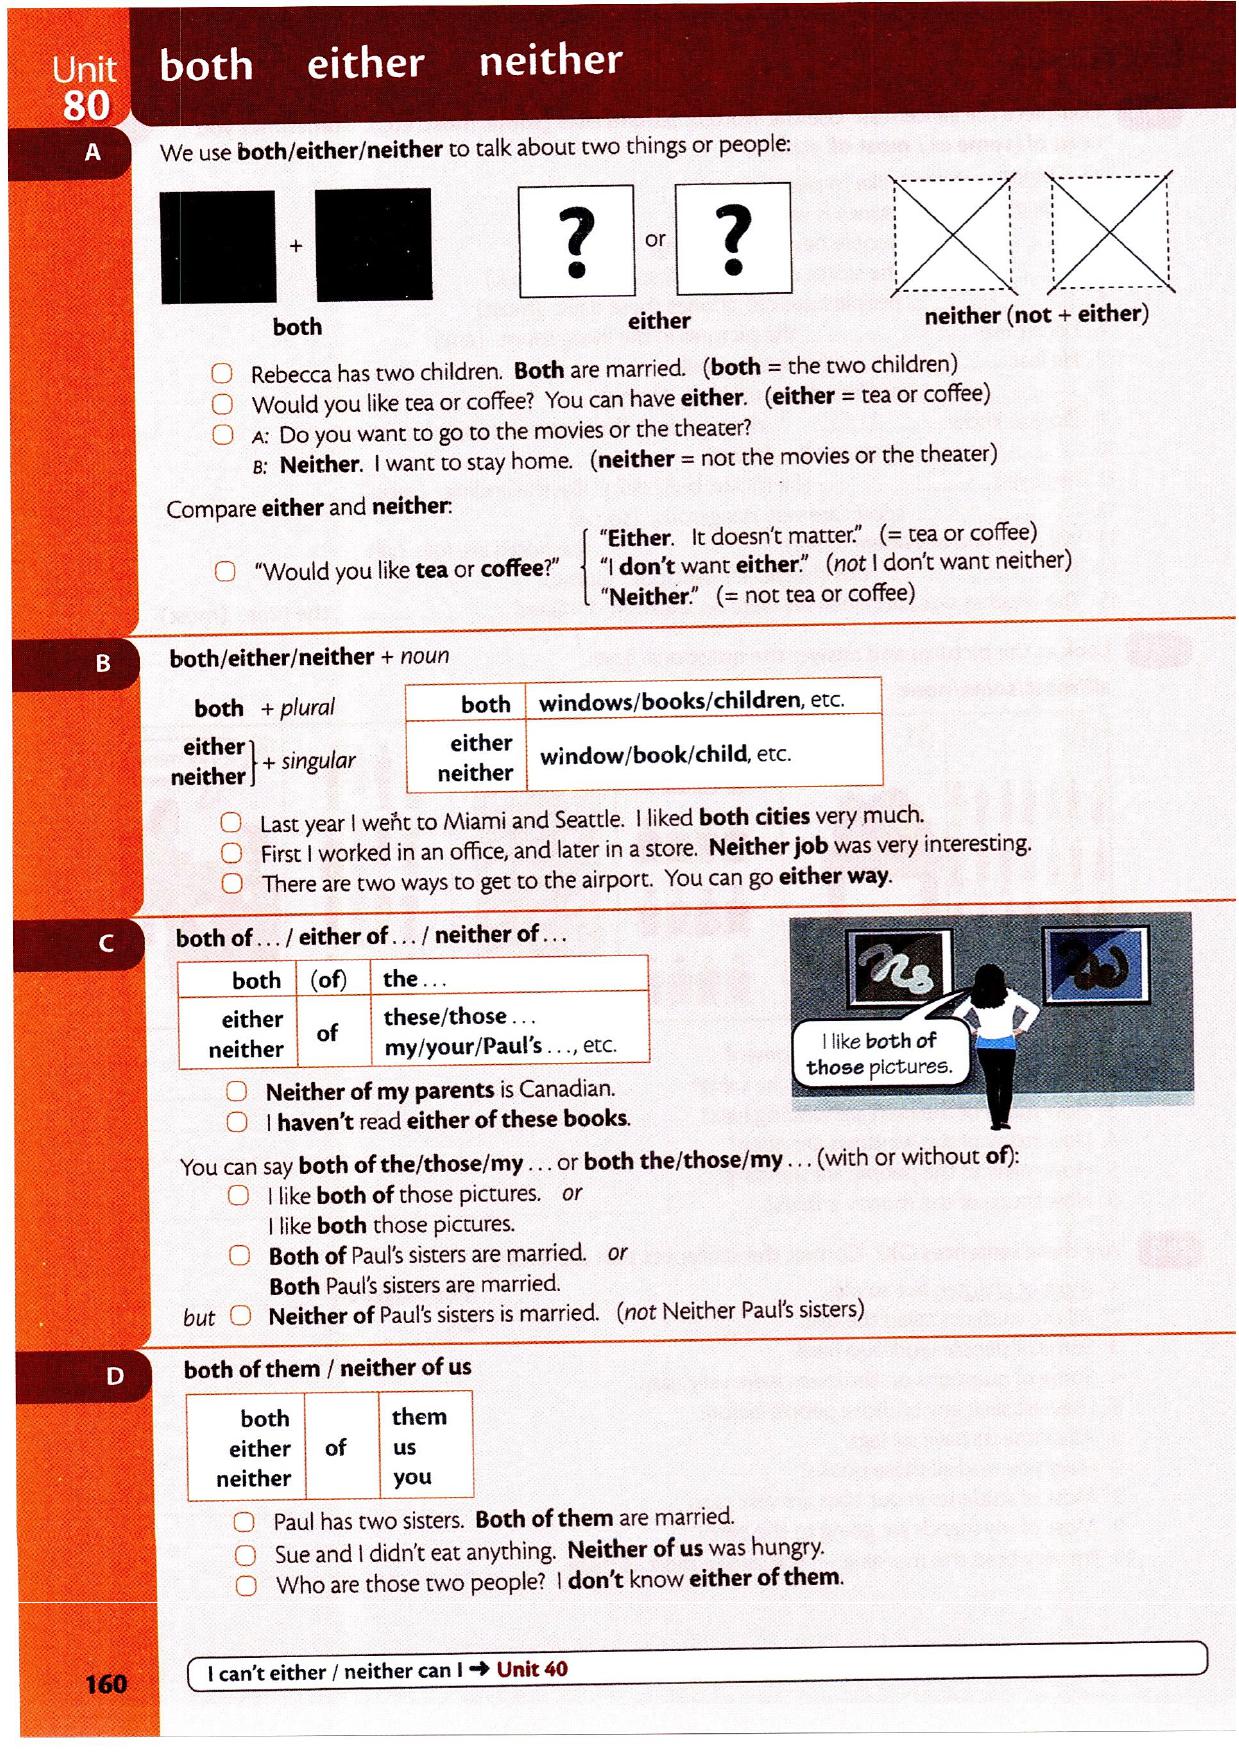 Unit
80
both either neither
A
We use both/either/neither to talk about two things or people:
+
? or ?
both
either
neither (not + either)
Rebecca has two children. Both are married. (both = the two children)
Would you like tea or coffee? You can have either. (either = tea or coffee)
A: Do you want to go to the movies or the theater?
B: Neither. I want to stay home. (neither = not the movies or the theater)
Compare either and neither:
"Would you like tea or coffee?"
"Either. It doesn't matter." (= tea or coffee)
"I don't want either." (not I don't want neither)
"Neither." (= not tea or coffee)
B
both/either/neither + noun
both + plural
either
neither
+ singular
both windows/books/children, etc.
either
neither
window/book/child, etc.
Last year I went to Miami and Seattle. I liked both cities very much.
First I worked in an office, and later in a store. Neither job was very interesting.
There are two ways to get to the airport. You can go either way.
C
both of ... / either of ... / neither of ...
both (of) the ...
either
neither
of
these/those ...
my/your/Paul's ..., etc.
I like both of
those pictures.
Neither of my parents is Canadian.
I haven't read either of these books.
You can say both of the/those/my ... or both the/those/my ... (with or without of):
I like both of those pictures. or
I like both those pictures.
Both of Paul's sisters are married. or
Both Paul's sisters are married.
but Neither of Paul's sisters is married. (not Neither Paul's sisters)
D
both of them / neither of us
both
either
neither
of
them
us
you
Paul has two sisters. Both of them are married.
Sue and I didn't eat anything. Neither of us was hungry.
Who are those two people? I don't know either of them.
160
I can't either / neither can I → Unit 40